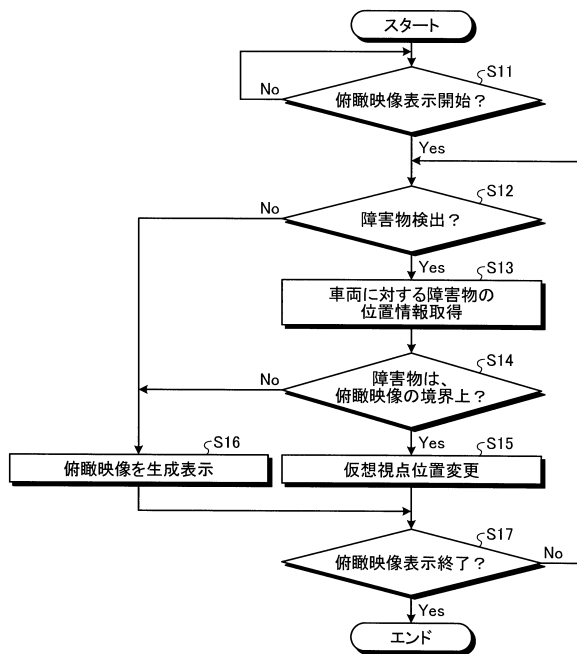 スタート
S11
俯瞰映像表示開始？
No
Yes
S12
障害物検出？
No
Yes
S13
車両に対する障害物の
位置情報取得
S14
障害物は、
俯瞰映像の境界上？
No
Yes
S16
俯瞰映像を生成表示
S15
仮想視点位置変更
S17
俯瞰映像表示終了？
No
Yes
エンド